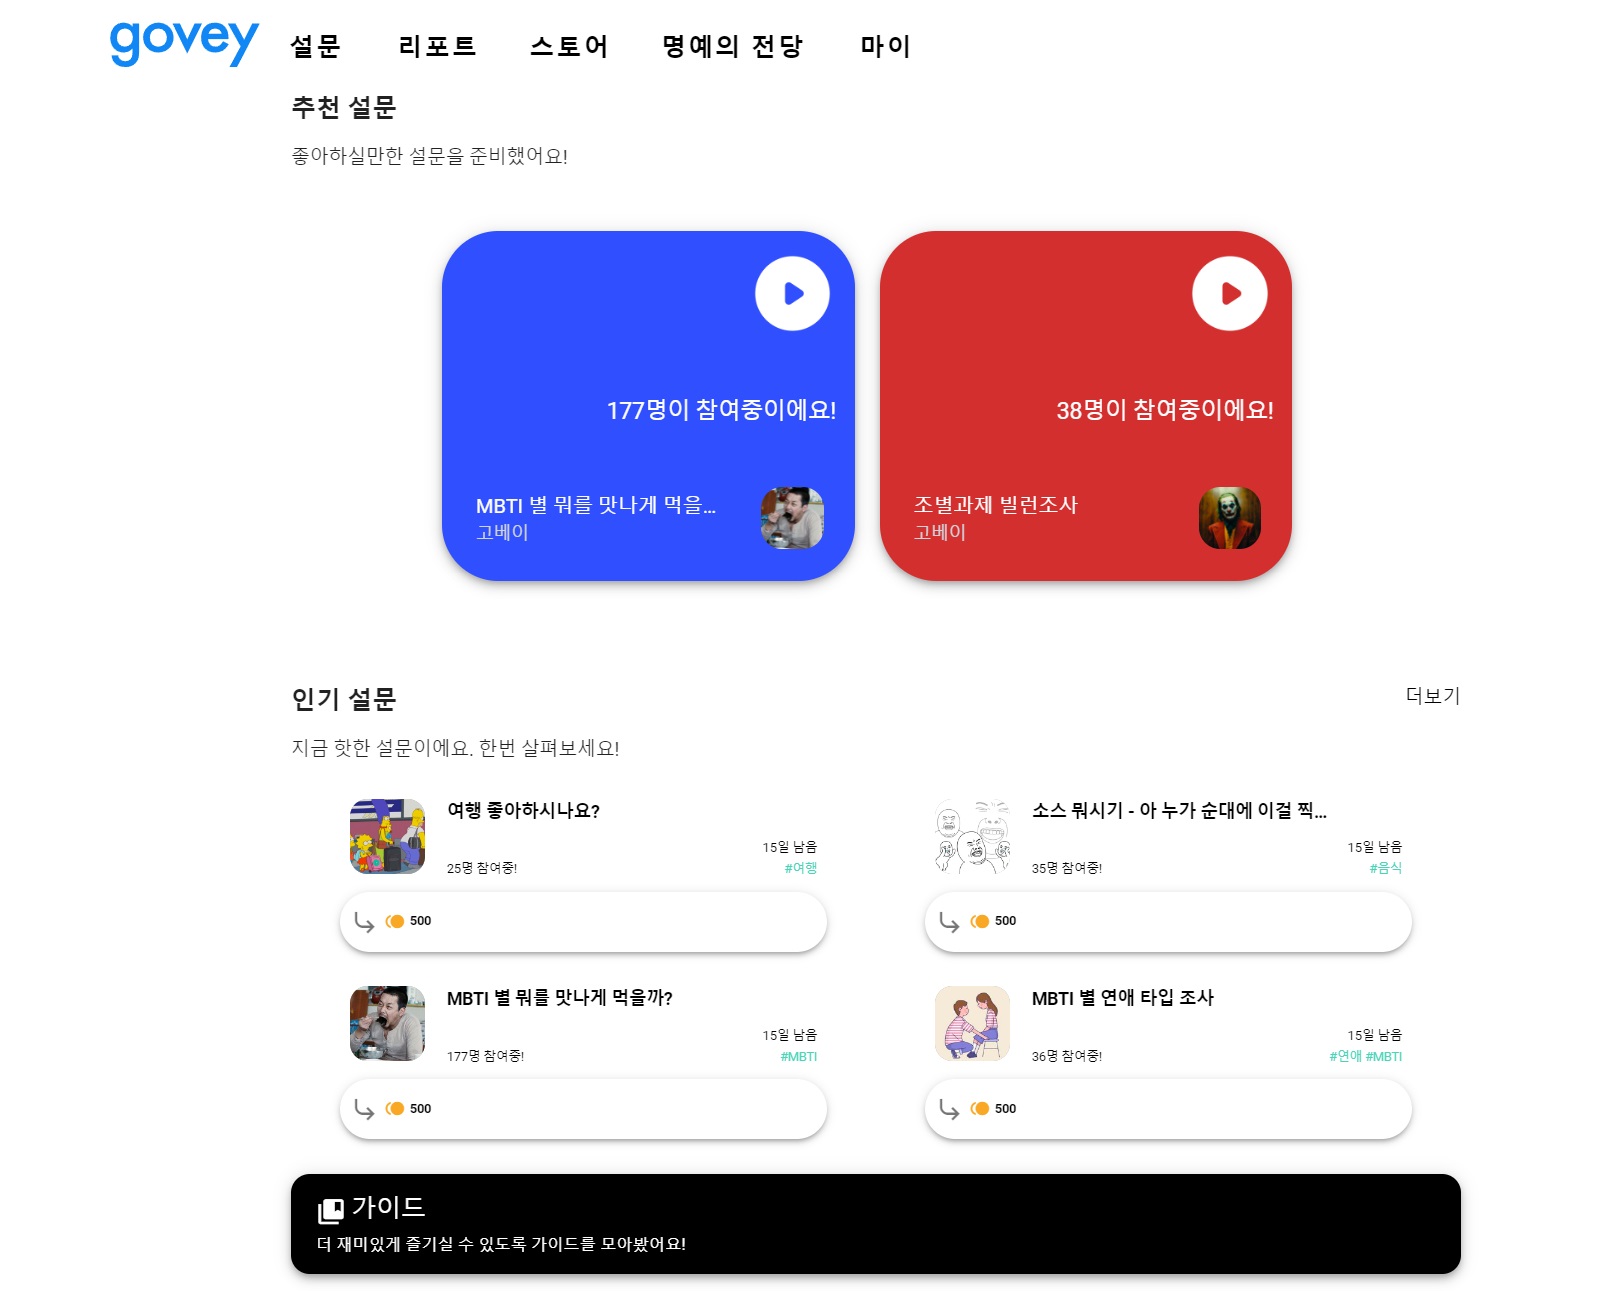 govey 설문 리포트 스토어 명예의 전당 마이
추천 설문
좋아하실만한 설문을 준비했어요!
177명이 참여중이에요!
MBTI 별 뭐를 맛나게 먹을...
고베이
38명이 참여중이에요!
조별과제 빌런조사
고베이
인기 설문
더보기
지금 핫한 설문이에요. 한번 살펴보세요!
여행 좋아하시나요?
15일 남음
25명 참여중!
#여행
500
소스 뭐시기 - 아 누가 순대에 이걸 찍...
15일 남음
35명 참여중!
#음식
500
MBTI 별 뭐를 맛나게 먹을까?
15일 남음
177명 참여중!
#MBTI
500
MBTI 별 연애 타입 조사
15일 남음
36명 참여중!
#연애 #MBTI
500
가이드
더 재미있게 즐기실 수 있도록 가이드를 모아봤어요!